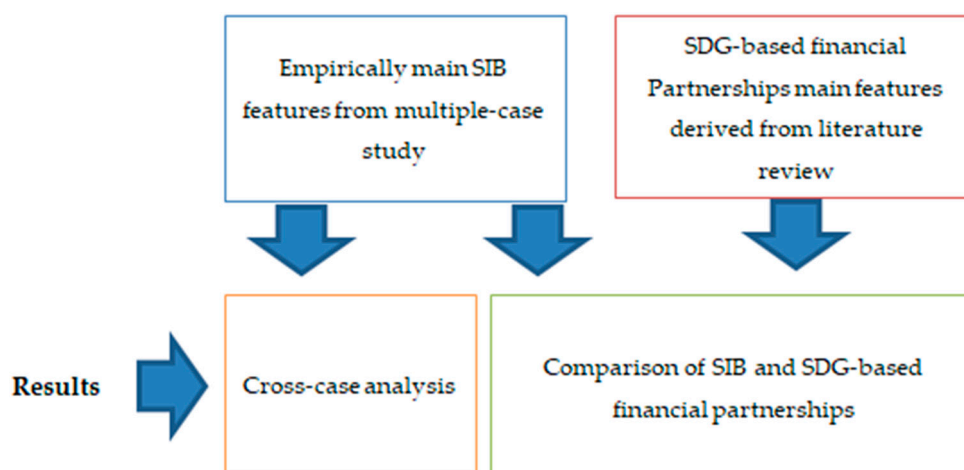 Empirically main SIB
features from multiple-case
study
SDG-based financial
Partnerships main features
derived from literature
review
Results
Cross-case analysis
Comparison of SIB and SDG-based
financial partnerships